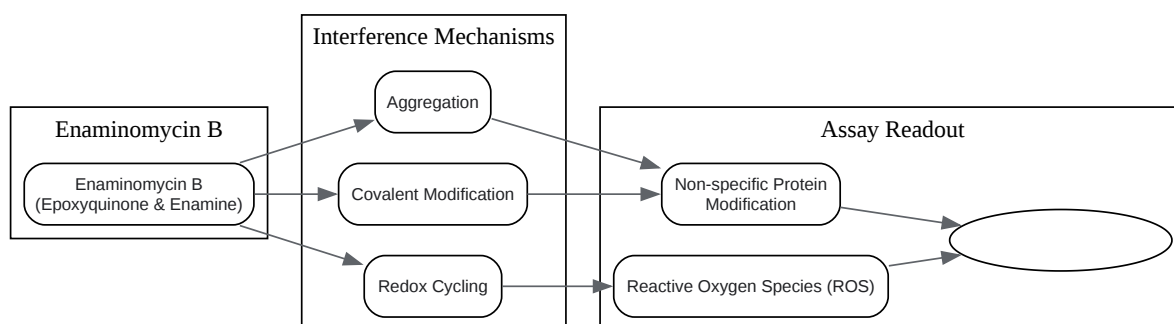 Interference Mechanisms
Enaminomycin B
Assay Readout
Aggregation
Enaminomycin B
(Epoxyquinone & Enamine)
Covalent Modification
Non-specific Protein
Modification
Redox Cycling
Reactive Oxygen Species (ROS)